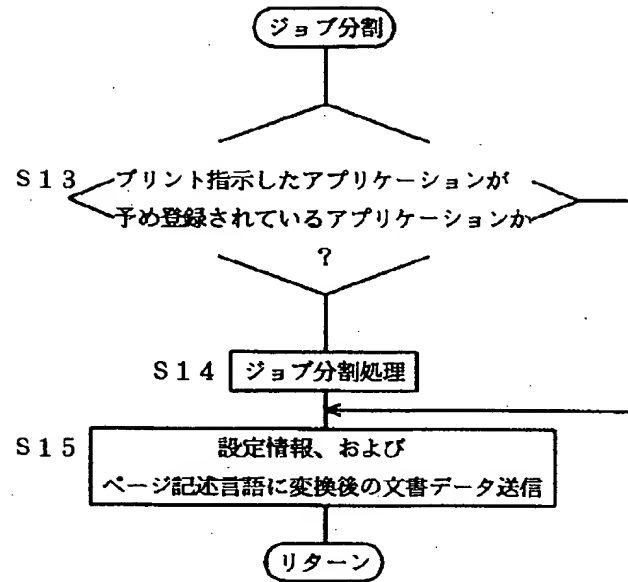 ジョブ分割
S13
プリント指示したアプリケーションが
予め登録されているアプリケーションか
?
S14 ジョブ分割処理
S15
設定情報、および
ページ記述言語に変換後の文書データ送信
リターン